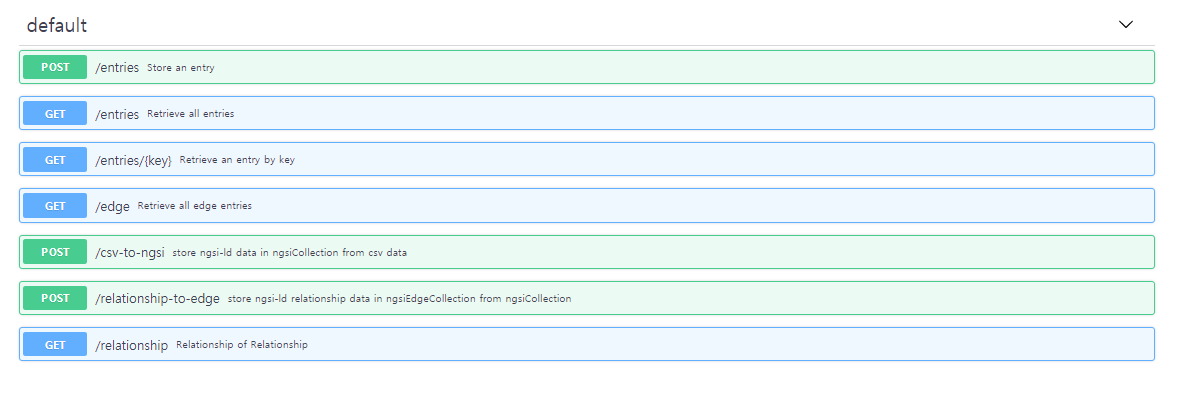 default
POST /entries Store an entry
GET /entries Retrieve all entries
GET /entries/{key} Retrieve an entry by key
GET /edge Retrieve all edge entries
POST /csv-to-ngsi store ngsi-ld data in ngsiCollection from csv data
POST /relationship-to-edge store ngsi-ld relationship data in ngsiEdgeCollection from ngsiCollection
GET /relationship Relationship of Relationship